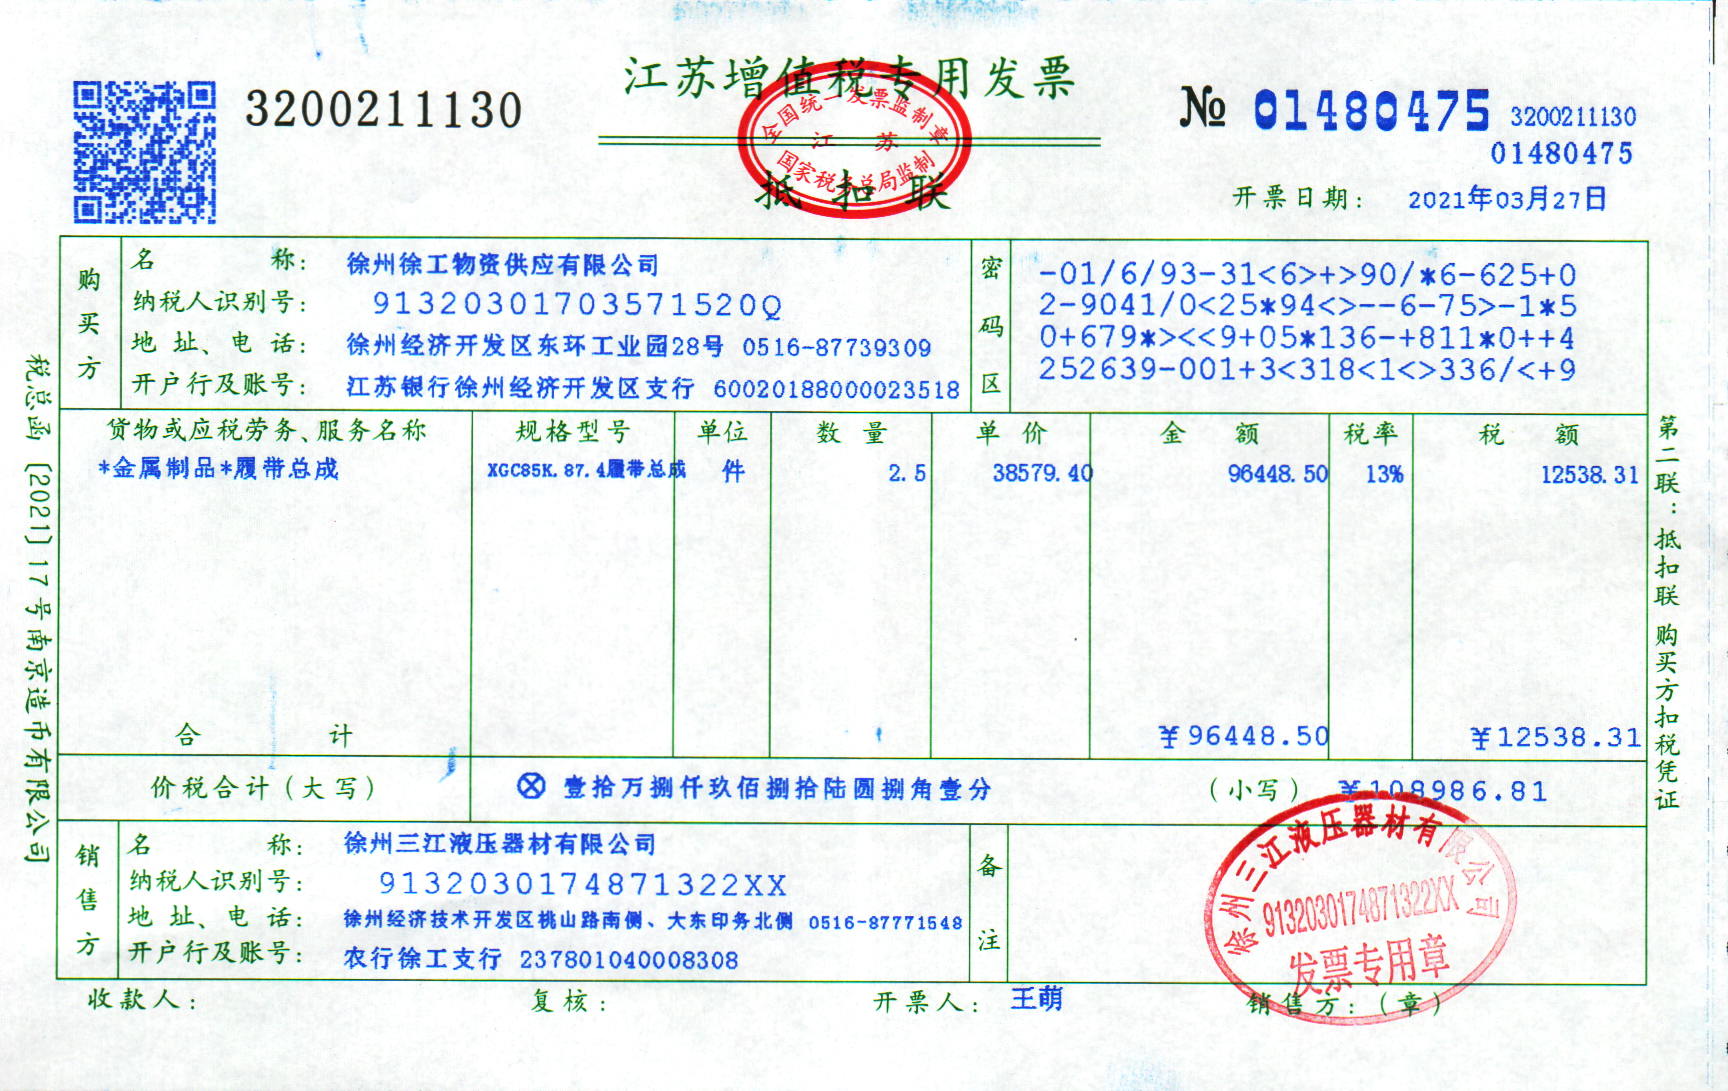 江苏增值税专用发票
3200211130
№ 01480475 3200211130
01480475
全国统一发票监制章
江 苏
国家税务总局监制
抵扣联
开票日期: 2021年03月27日
购买方
名 称: 徐州徐工物资供应有限公司
纳税人识别号: 91320301703571520Q
地 址、电 话: 徐州经济开发区东环工业园28号 0516-87739309
开户行及账号: 江苏银行徐州经济开发区支行 60020188000023518
密码区
-01/6/93-31<6>+>90/*6-625+0
2-9041/0<25*94<>--6-75>-1*5
0+679*><<9+05*136-+811*0++4
252639-001+3<318<1<>336/<+9
货物或应税劳务、服务名称 规格型号 单位 数 量 单 价 金 额 税率 税 额
*金属制品*履带总成 XGC85K.87.4履带总成 件 2.5 38579.40 96448.50 13% 12538.31
合 计 ¥96448.50 ¥12538.31
价税合计(大写) ⊗ 壹拾万捌仟玖佰捌拾陆圆捌角壹分 (小写) ¥108986.81
销售方
名 称: 徐州三江液压器材有限公司
纳税人识别号: 9132030174871322XX
地 址、电 话: 徐州经济技术开发区桃山路南侧、大东印务北侧 0516-87771548
开户行及账号: 农行徐工支行 237801040008308
备注
徐州三江液压器材有限公司
9132030174871322XX
发票专用章
收款人: 复核: 开票人: 王萌 销售方:(章)
税总函〔2021〕17号南京造币有限公司
第二联:抵扣联 购买方扣税凭证